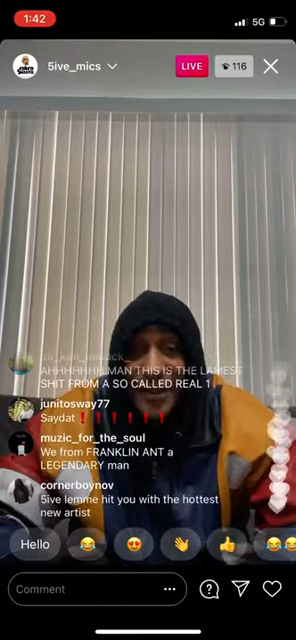 1:42
5G
5ive_mics
LIVE
116
AHHHHHHH MAN THIS IS THE LAMEST
SHIT FROM A SO CALLED REAL 1
junitosway77
Saydat❗❗❗❗❗❗
muzic_for_the_soul
We from FRANKLIN ANT a
LEGENDARY man
cornerboynov
5ive lemme hit you with the hottest
new artist
Hello
Comment